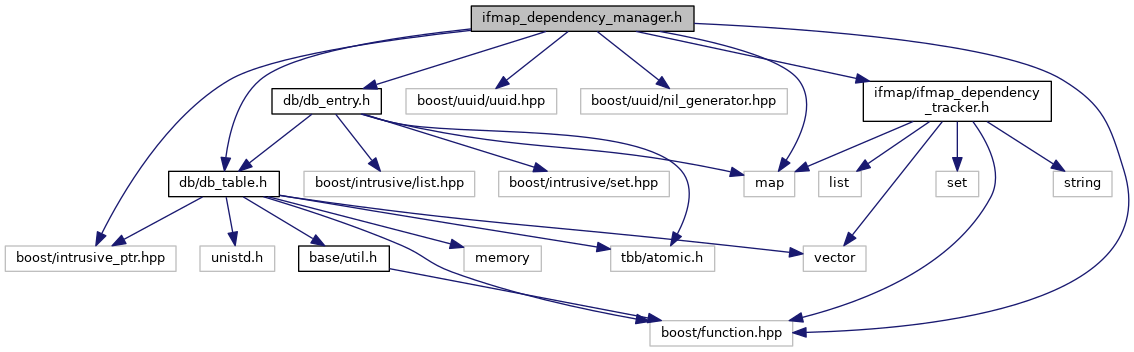 ifmap_dependency_manager.h
db/db_entry.h
boost/uuid/uuid.hpp
boost/uuid/nil_generator.hpp
ifmap/ifmap_dependency
_tracker.h
db/db_table.h
boost/intrusive/list.hpp
boost/intrusive/set.hpp
map
list
set
string
boost/intrusive_ptr.hpp
unistd.h
base/util.h
memory
tbb/atomic.h
vector
boost/function.hpp